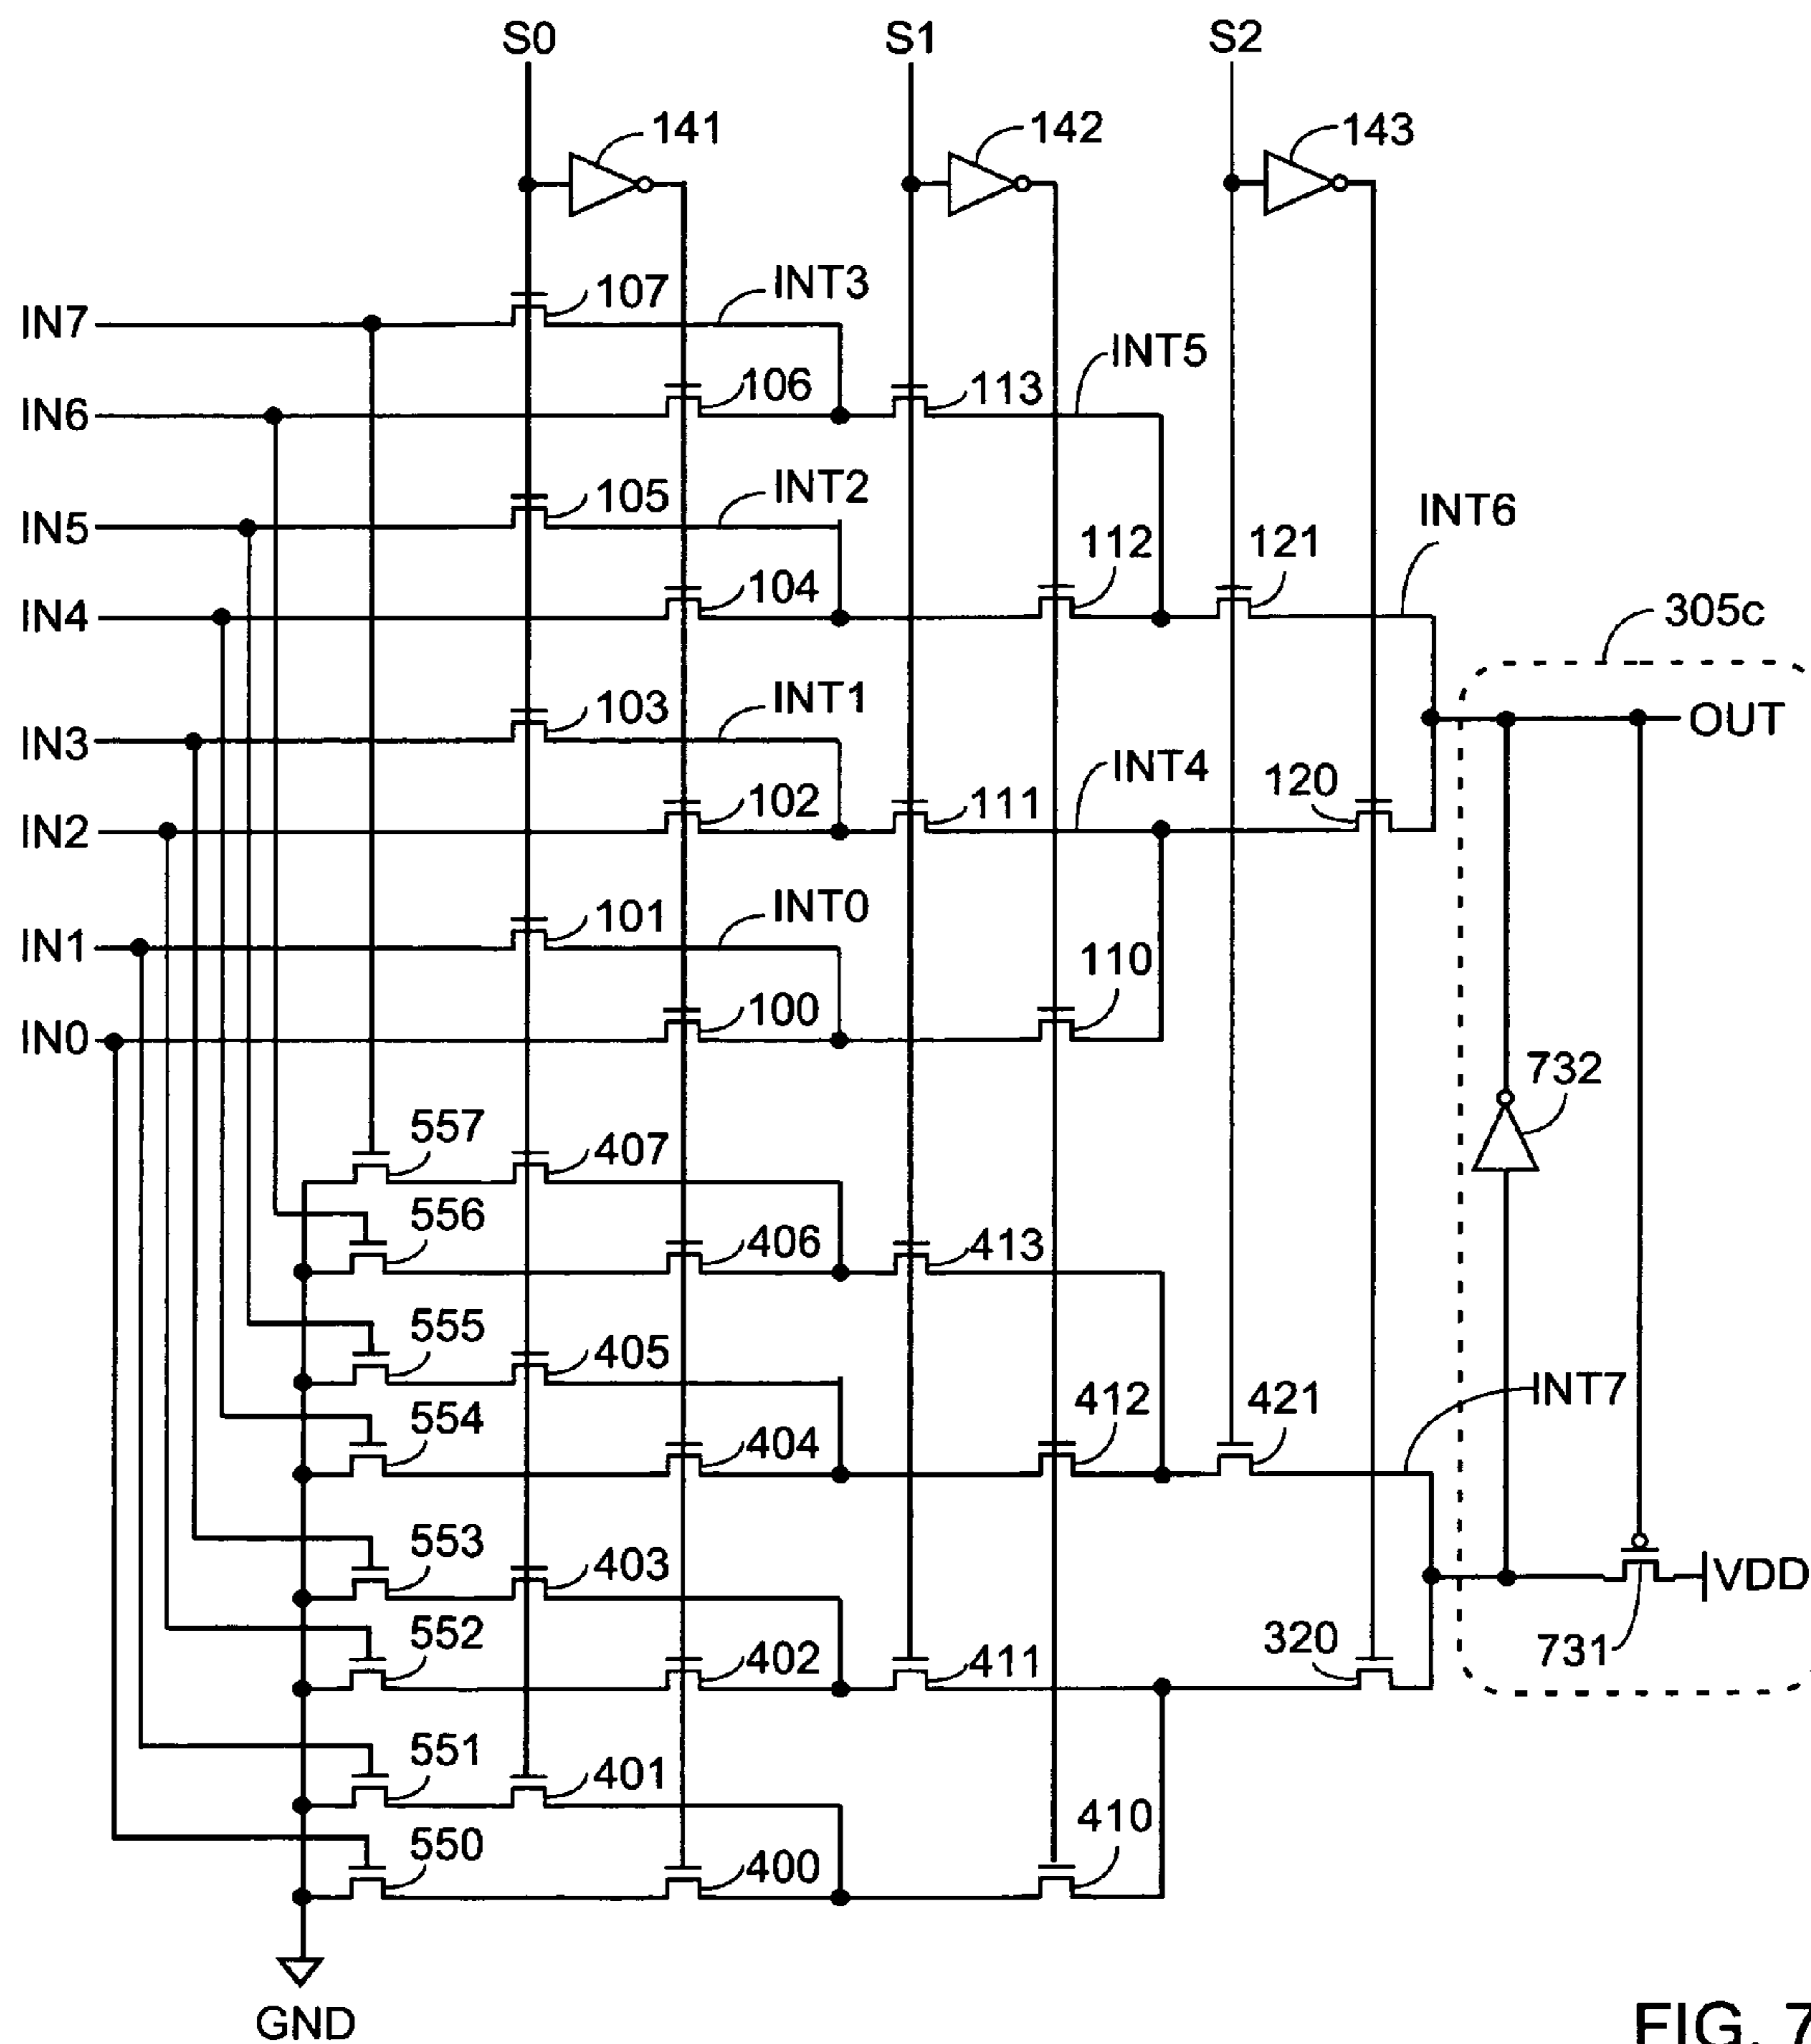 S0 S1 S2
141 142 143
IN7 107 INT3
INT5
IN6 106 113
IN5 105 INT2 INT6
112 121
IN4 104
305c
IN3 103 INT1
OUT
INT4 120
IN2 102 111
IN1 101 INT0
110
IN0 100
732
557 407
556 406 413
555 405
INT7
554 404 412 421
553 403
VDD
552 402 411 320 731
551 401
410
550 400
GND
FIG. 7